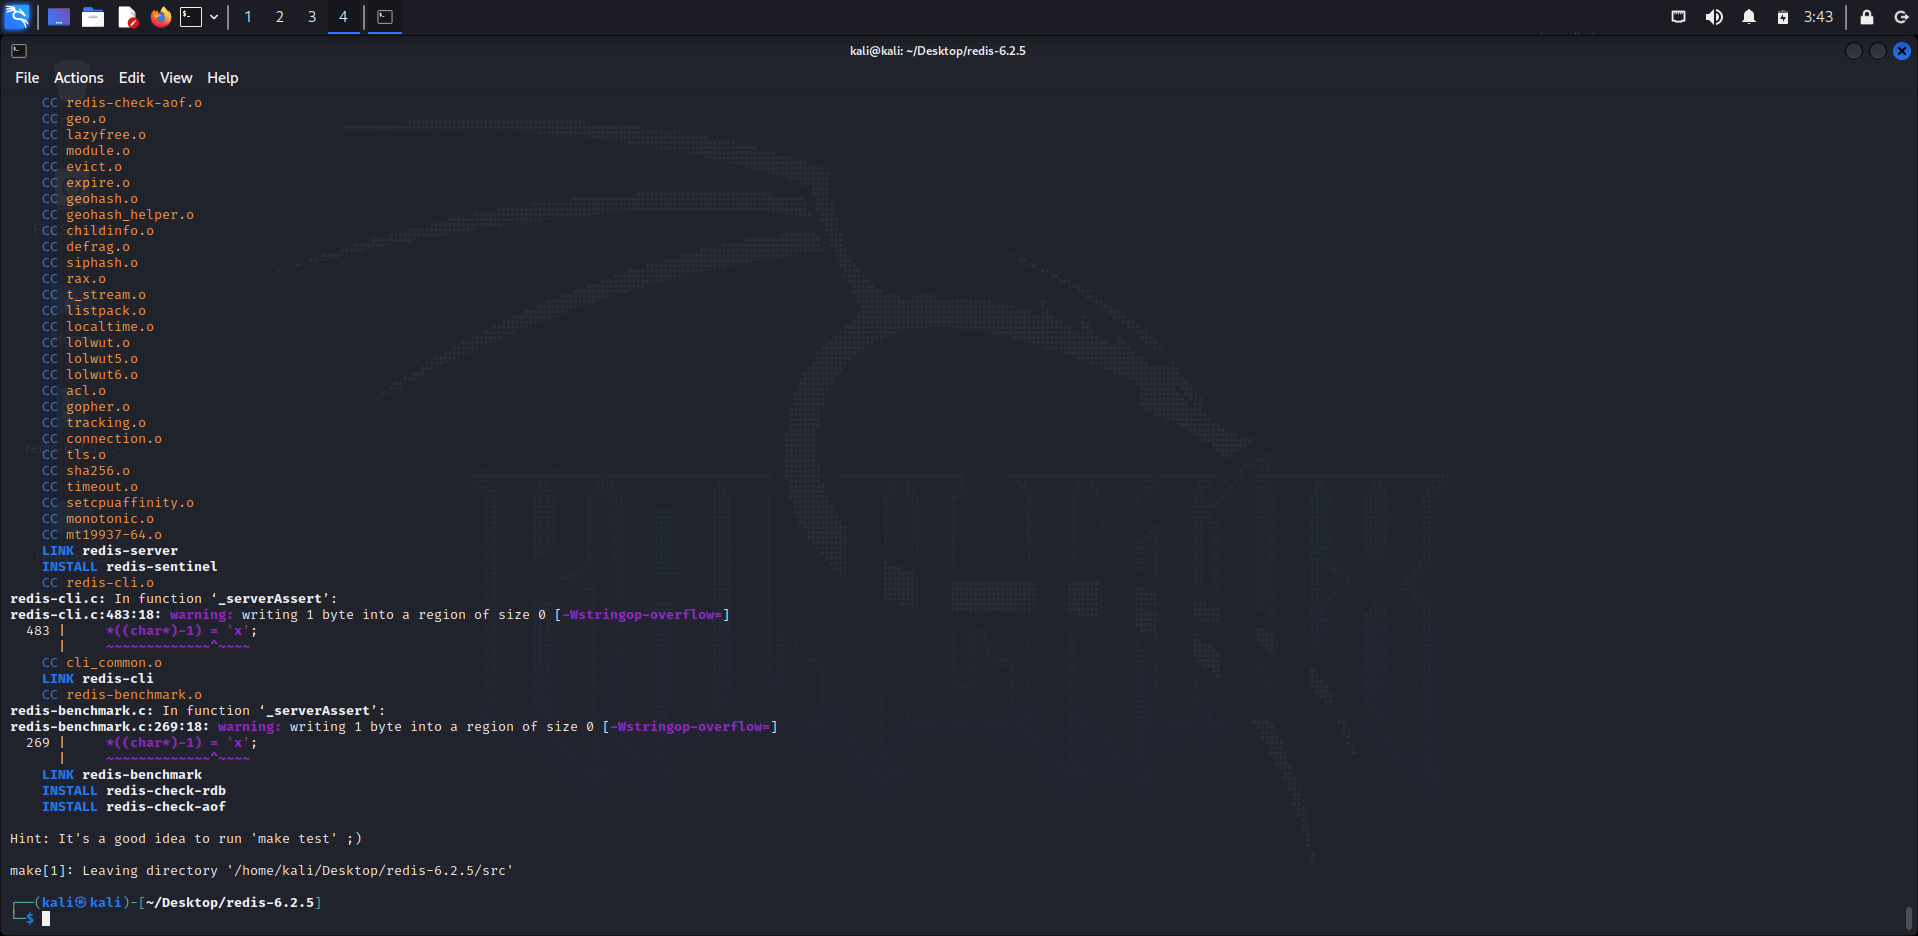 1 2 3 4 3:43
kali@kali: ~/Desktop/redis-6.2.5
File Actions Edit View Help
CC redis-check-aof.o
CC geo.o
CC lazyfree.o
CC module.o
CC evict.o
CC expire.o
CC geohash.o
CC geohash_helper.o
CC childinfo.o
CC defrag.o
CC siphash.o
CC rax.o
CC t_stream.o
CC listpack.o
CC localtime.o
CC lolwut.o
CC lolwut5.o
CC lolwut6.o
CC acl.o
CC gopher.o
CC tracking.o
CC connection.o
CC tls.o
CC sha256.o
CC timeout.o
CC setcpuaffinity.o
CC monotonic.o
CC mt19937-64.o
LINK redis-server
INSTALL redis-sentinel
CC redis-cli.o
redis-cli.c: In function ‘_serverAssert’:
redis-cli.c:483:18: warning: writing 1 byte into a region of size 0 [-Wstringop-overflow=]
483 |     *((char*)-1) = 'x';
|     ~~~~~~~~~~~~~^~~~~
CC cli_common.o
LINK redis-cli
CC redis-benchmark.o
redis-benchmark.c: In function ‘_serverAssert’:
redis-benchmark.c:269:18: warning: writing 1 byte into a region of size 0 [-Wstringop-overflow=]
269 |     *((char*)-1) = 'x';
|     ~~~~~~~~~~~~~^~~~~
LINK redis-benchmark
INSTALL redis-check-rdb
INSTALL redis-check-aof
Hint: It's a good idea to run 'make test' ;)
make[1]: Leaving directory '/home/kali/Desktop/redis-6.2.5/src'
┌──(kali㉿kali)-[~/Desktop/redis-6.2.5]
└─$